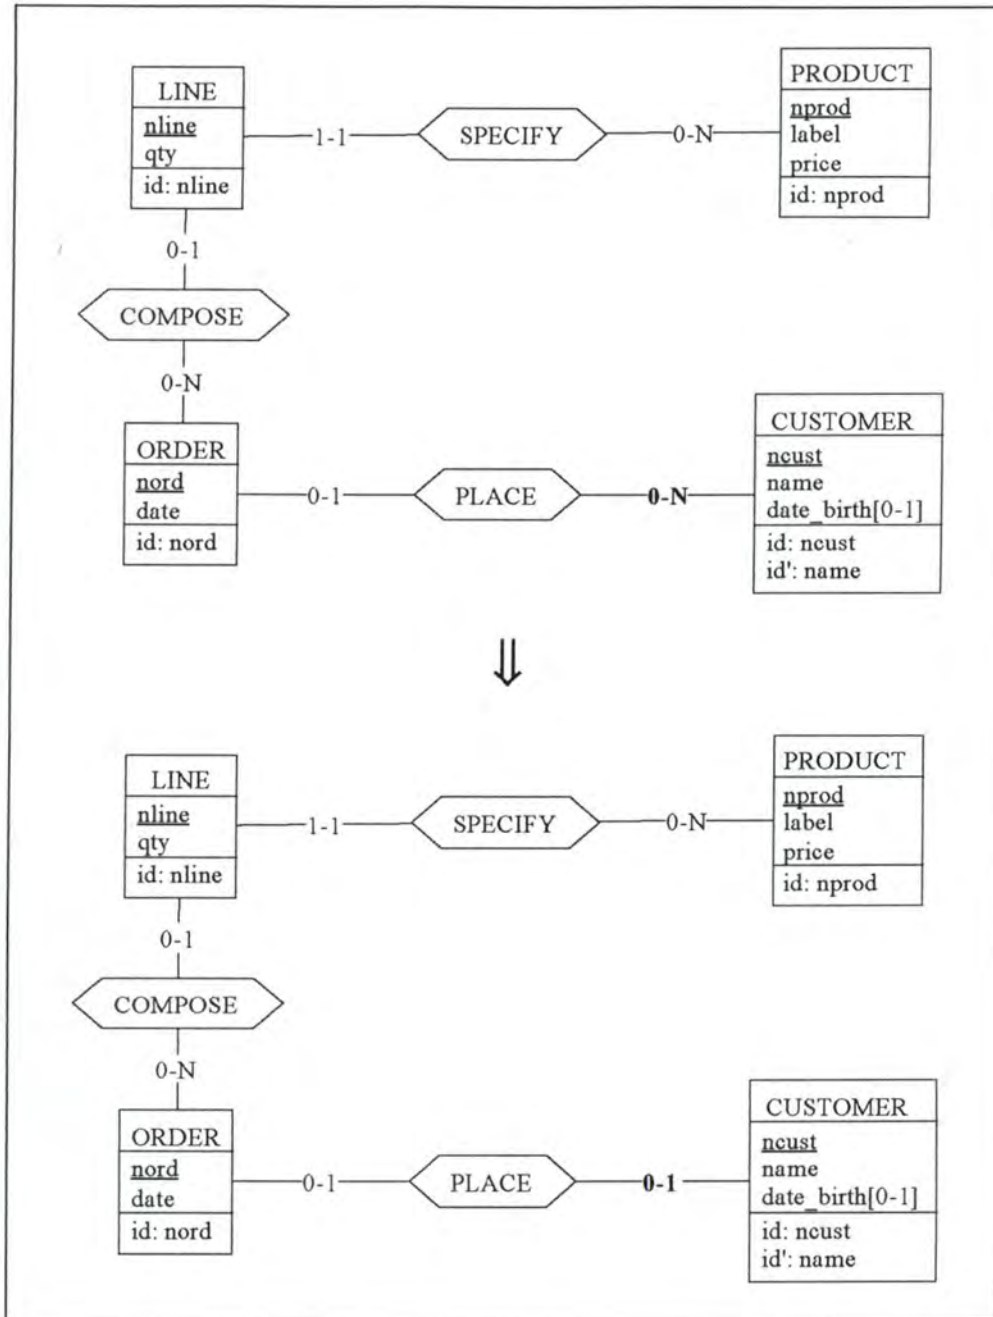 LINE
nline
qty
id: nline
1-1
SPECIFY
0-N
PRODUCT
nprod
label
price
id: nprod
0-1
COMPOSE
0-N
ORDER
nord
date
id: nord
0-1
PLACE
0-N
CUSTOMER
ncust
name
date_birth[0-1]
id: ncust
id': name
LINE
nline
qty
id: nline
1-1
SPECIFY
0-N
PRODUCT
nprod
label
price
id: nprod
0-1
COMPOSE
0-N
ORDER
nord
date
id: nord
0-1
PLACE
0-1
CUSTOMER
ncust
name
date_birth[0-1]
id: ncust
id': name